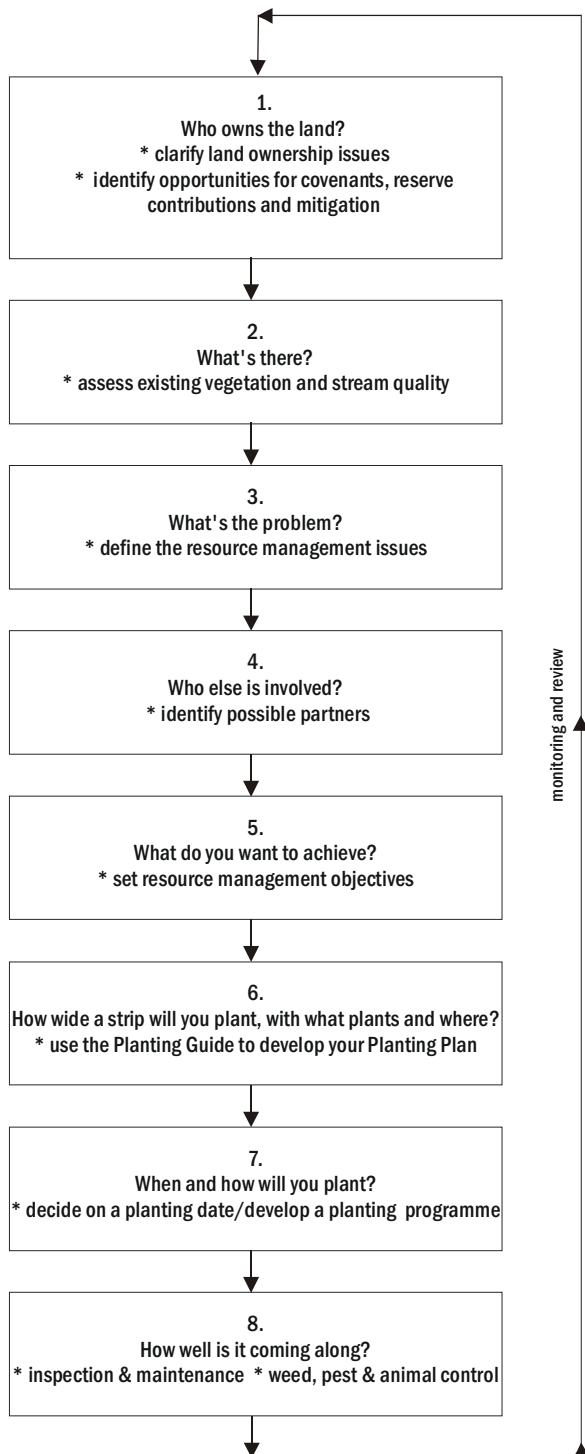 1.
Who owns the land?
* clarify land ownership issues
* identify opportunities for covenants, reserve
contributions and mitigation
2.
What's there?
* assess existing vegetation and stream quality
3.
What's the problem?
* define the resource management issues
4.
Who else is involved?
* identify possible partners
5.
What do you want to achieve?
* set resource management objectives
6.
How wide a strip will you plant, with what plants and where?
* use the Planting Guide to develop your Planting Plan
7.
When and how will you plant?
* decide on a planting date/develop a planting programme
8.
How well is it coming along?
* inspection & maintenance * weed, pest & animal control
monitoring and review